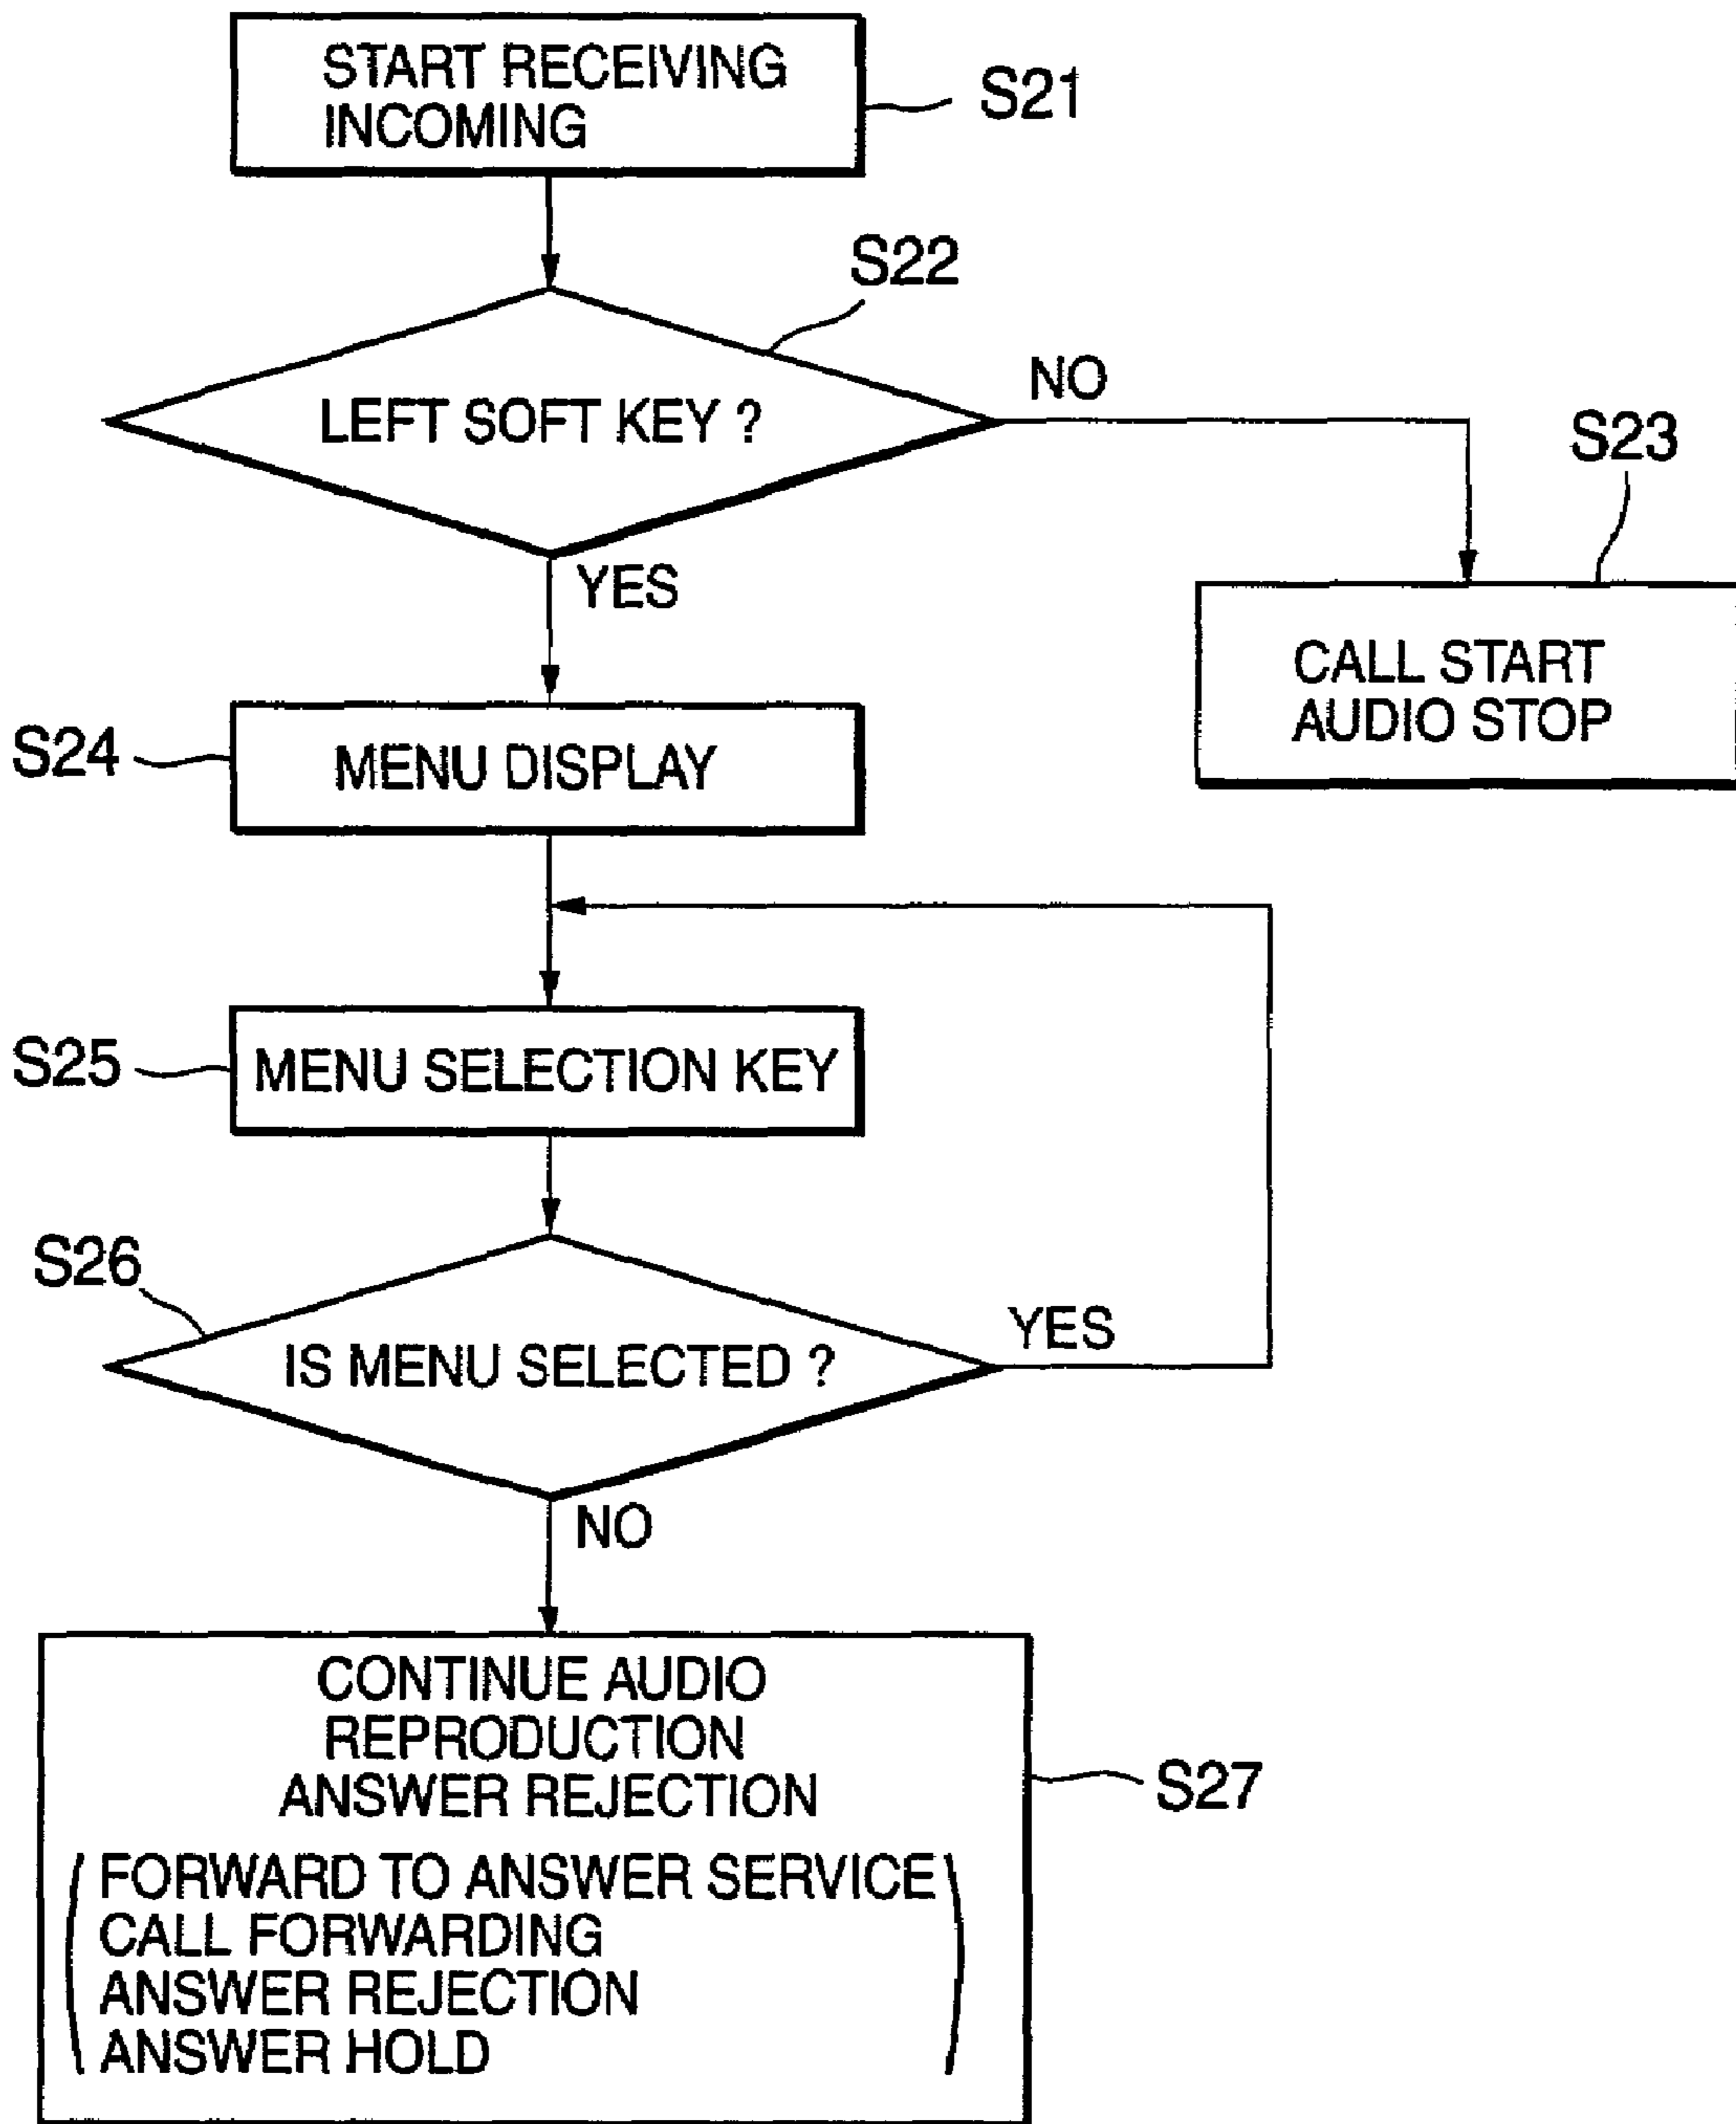 START RECEIVING
INCOMING
S21
S22
LEFT SOFT KEY ?
NO
YES
S23
CALL START
AUDIO STOP
S24
MENU DISPLAY
S25
MENU SELECTION KEY
S26
IS MENU SELECTED ?
YES
NO
CONTINUE AUDIO
REPRODUCTION
ANSWER REJECTION
S27
( FORWARD TO ANSWER SERVICE )
CALL FORWARDING
ANSWER REJECTION
ANSWER HOLD